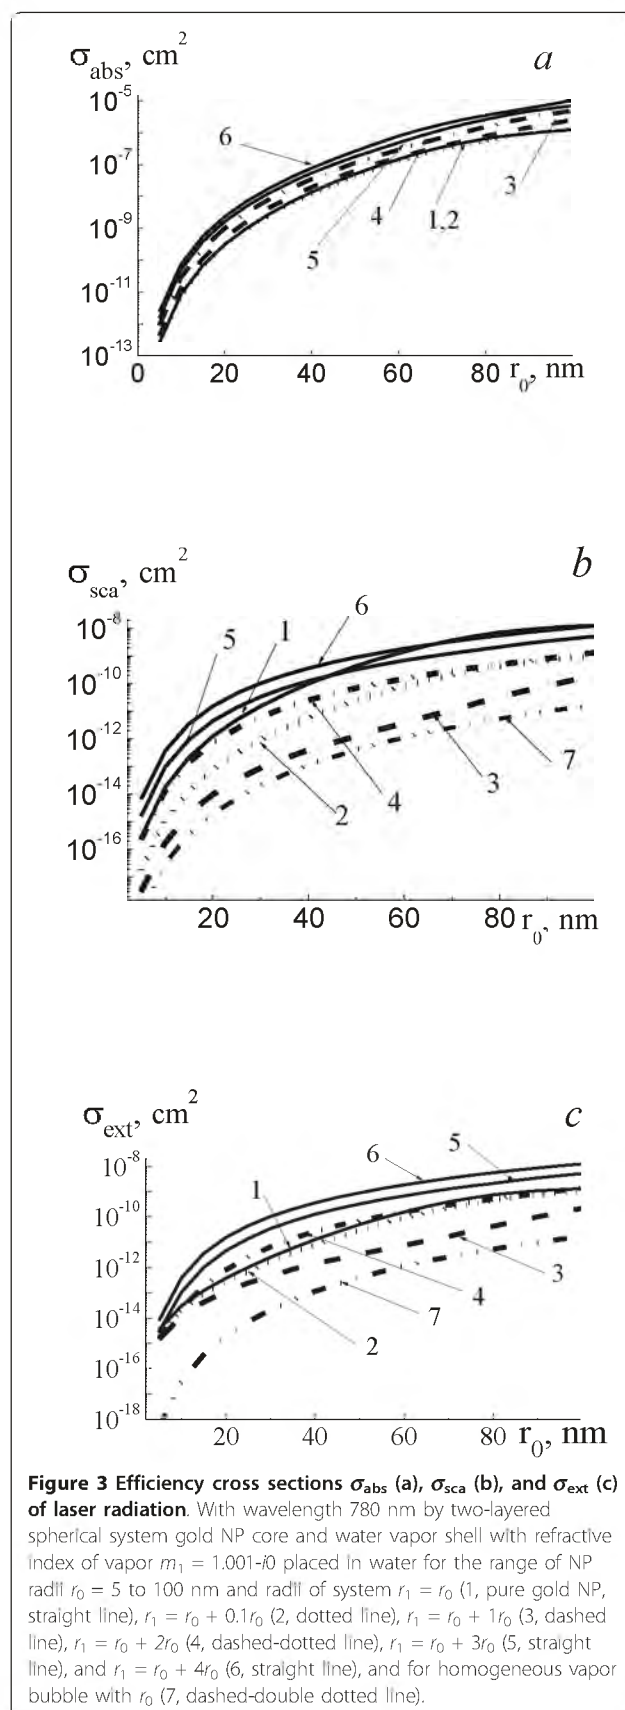 σabs, cm2
a
10-5
10-7
10-9
10-11
10-13
6
5
4
1,2
3
0
20
40
60
80
r0, nm
σsca, cm2
b
10-8
10-10
10-12
10-14
10-16
5
1
6
2
4
3
7
20
40
60
80
r0, nm
σext, cm2
c
10-8
10-10
10-12
10-14
10-16
10-18
1
6
5
2
7
4
3
20
40
60
80
r0, nm
Figure 3 Efficiency cross sections σabs (a), σsca (b), and σext (c)
of laser radiation. With wavelength 780 nm by two-layered
spherical system gold NP core and water vapor shell with refractive
index of vapor m1 = 1.001-i0 placed in water for the range of NP
radii r0 = 5 to 100 nm and radii of system r1 = r0 (1, pure gold NP,
straight line), r1 = r0 + 0.1r0 (2, dotted line), r1 = r0 + 1r0 (3, dashed
line), r1 = r0 + 2r0 (4, dashed-dotted line), r1 = r0 + 3r0 (5, straight
line), and r1 = r0 + 4r0 (6, straight line), and for homogeneous vapor
bubble with r0 (7, dashed-double dotted line).